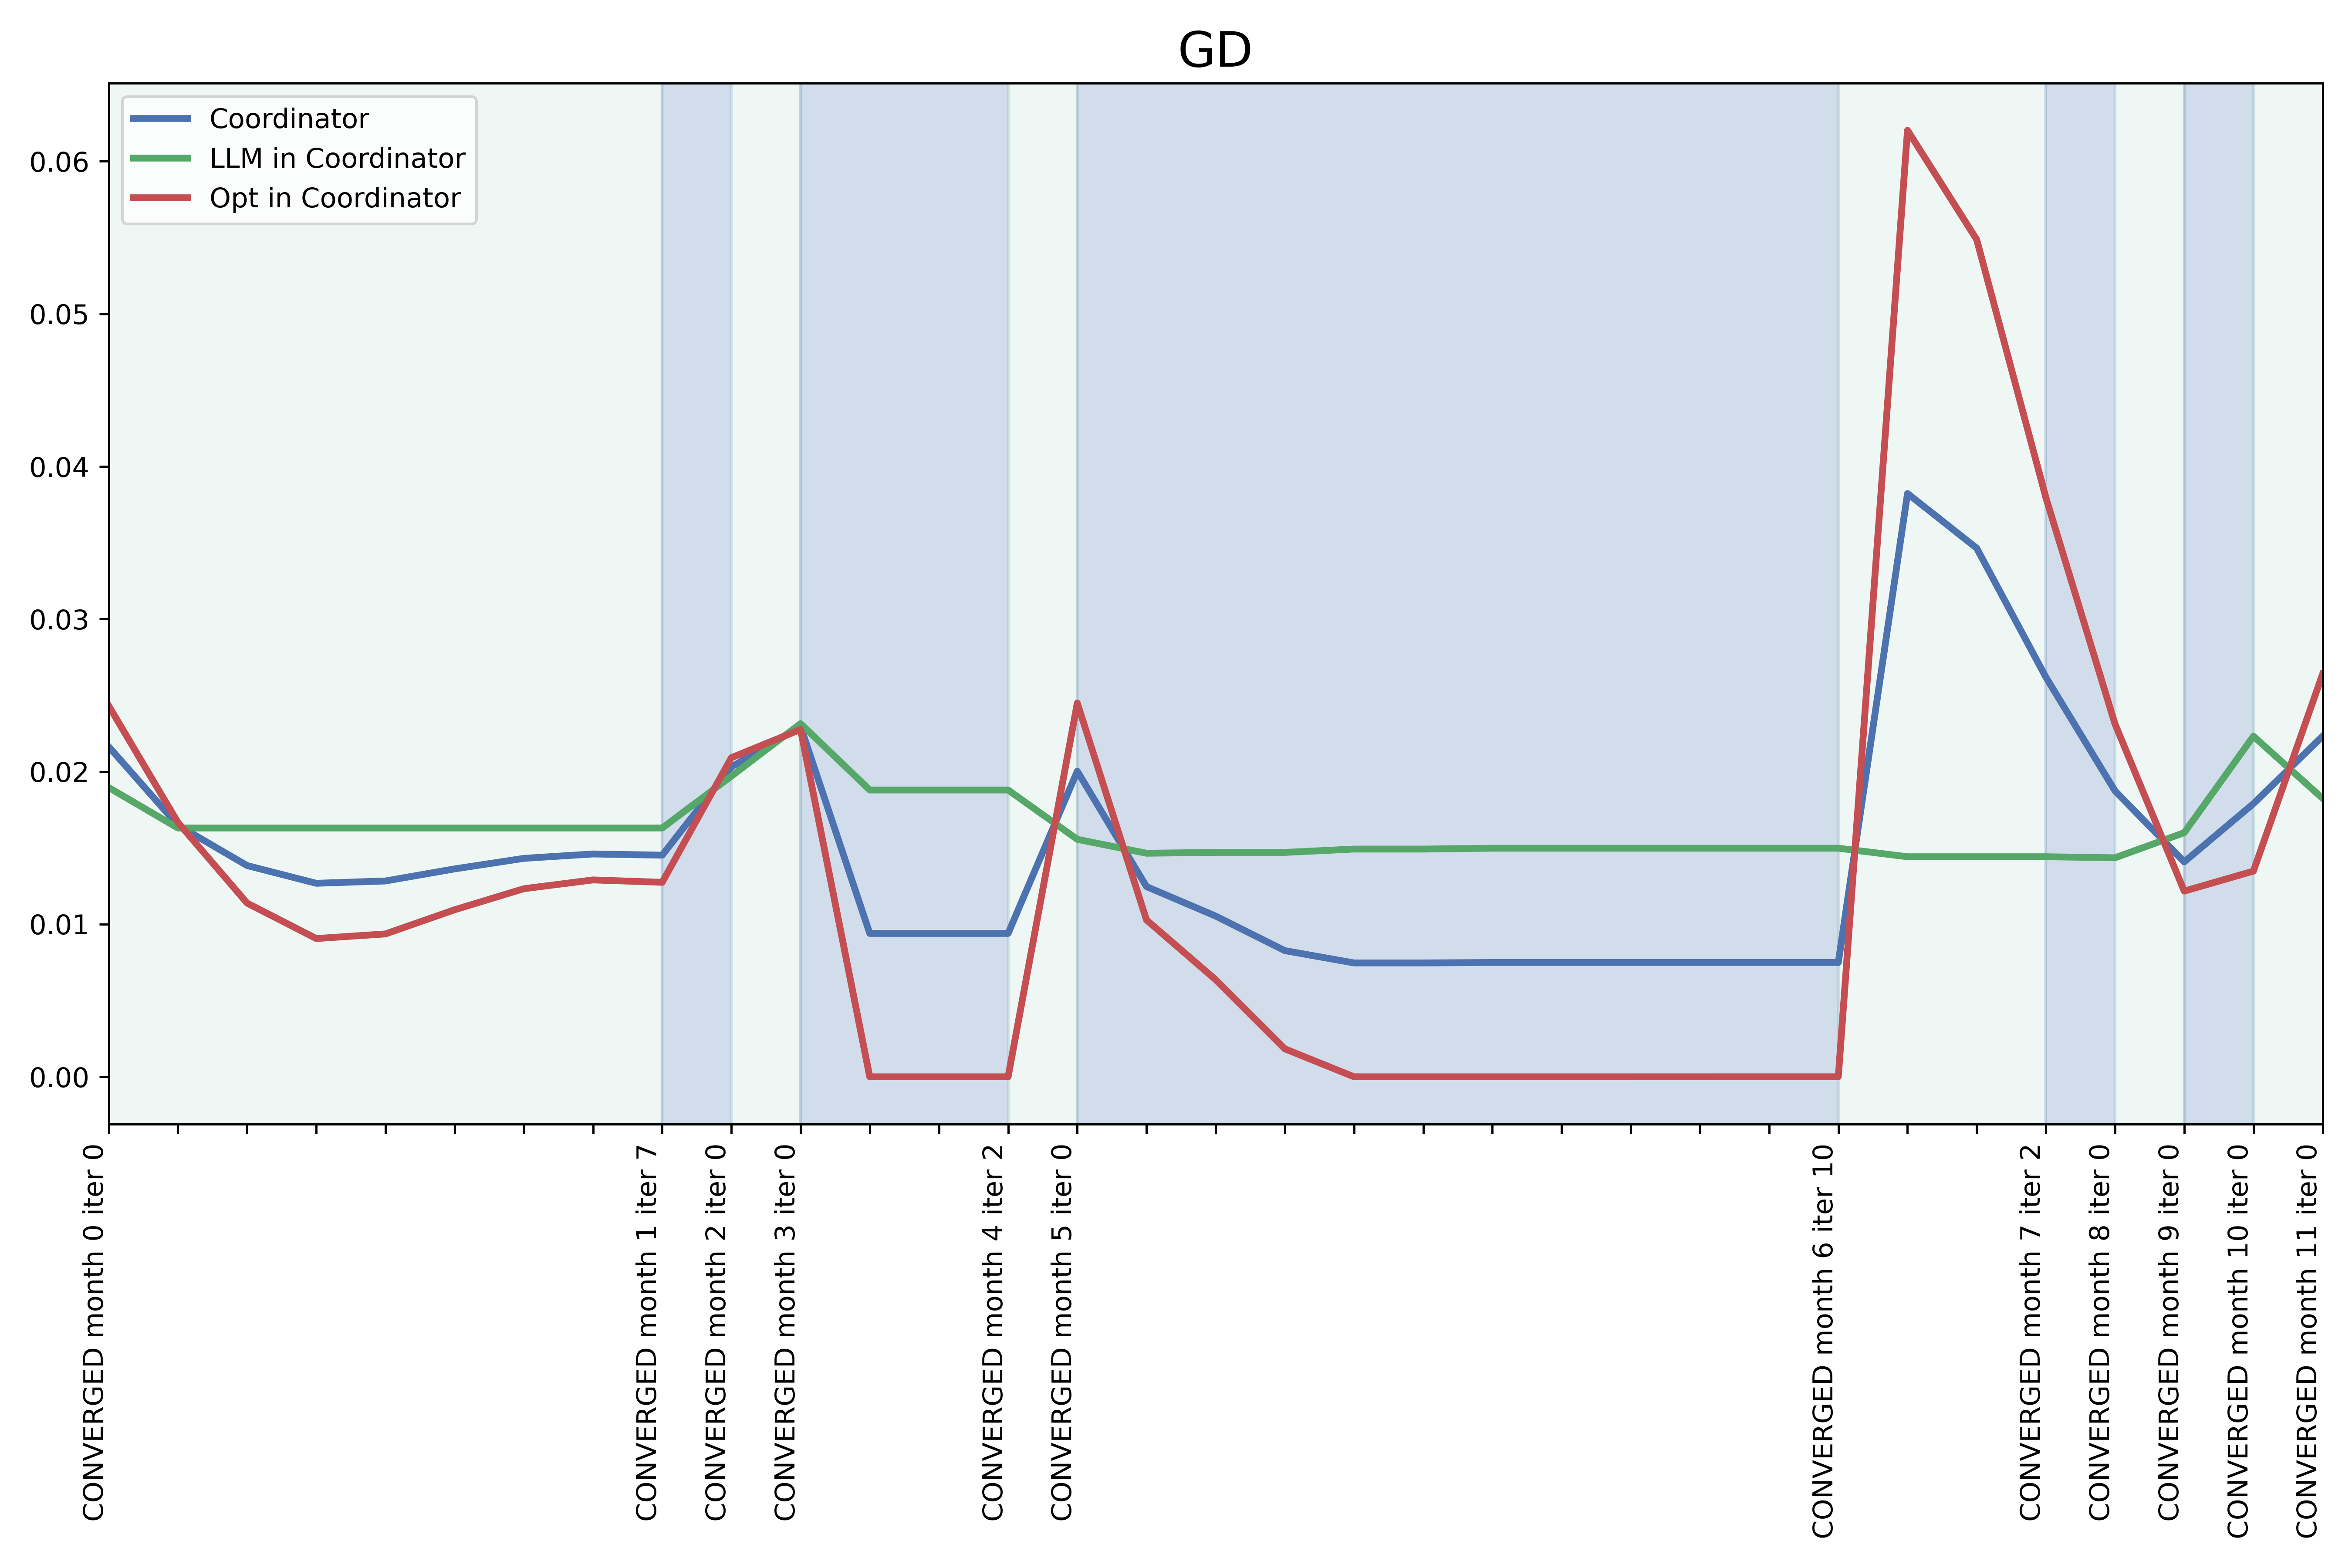 GD
Coordinator
LLM in Coordinator
Opt in Coordinator
0.06
0.05
0.04
0.03
0.02
0.01
0.00
CONVERGED month 0 iter 0
CONVERGED month 1 iter 7
CONVERGED month 2 iter 0
CONVERGED month 3 iter 0
CONVERGED month 4 iter 2
CONVERGED month 5 iter 0
CONVERGED month 6 iter 10
CONVERGED month 7 iter 2
CONVERGED month 8 iter 0
CONVERGED month 9 iter 0
CONVERGED month 10 iter 0
CONVERGED month 11 iter 0